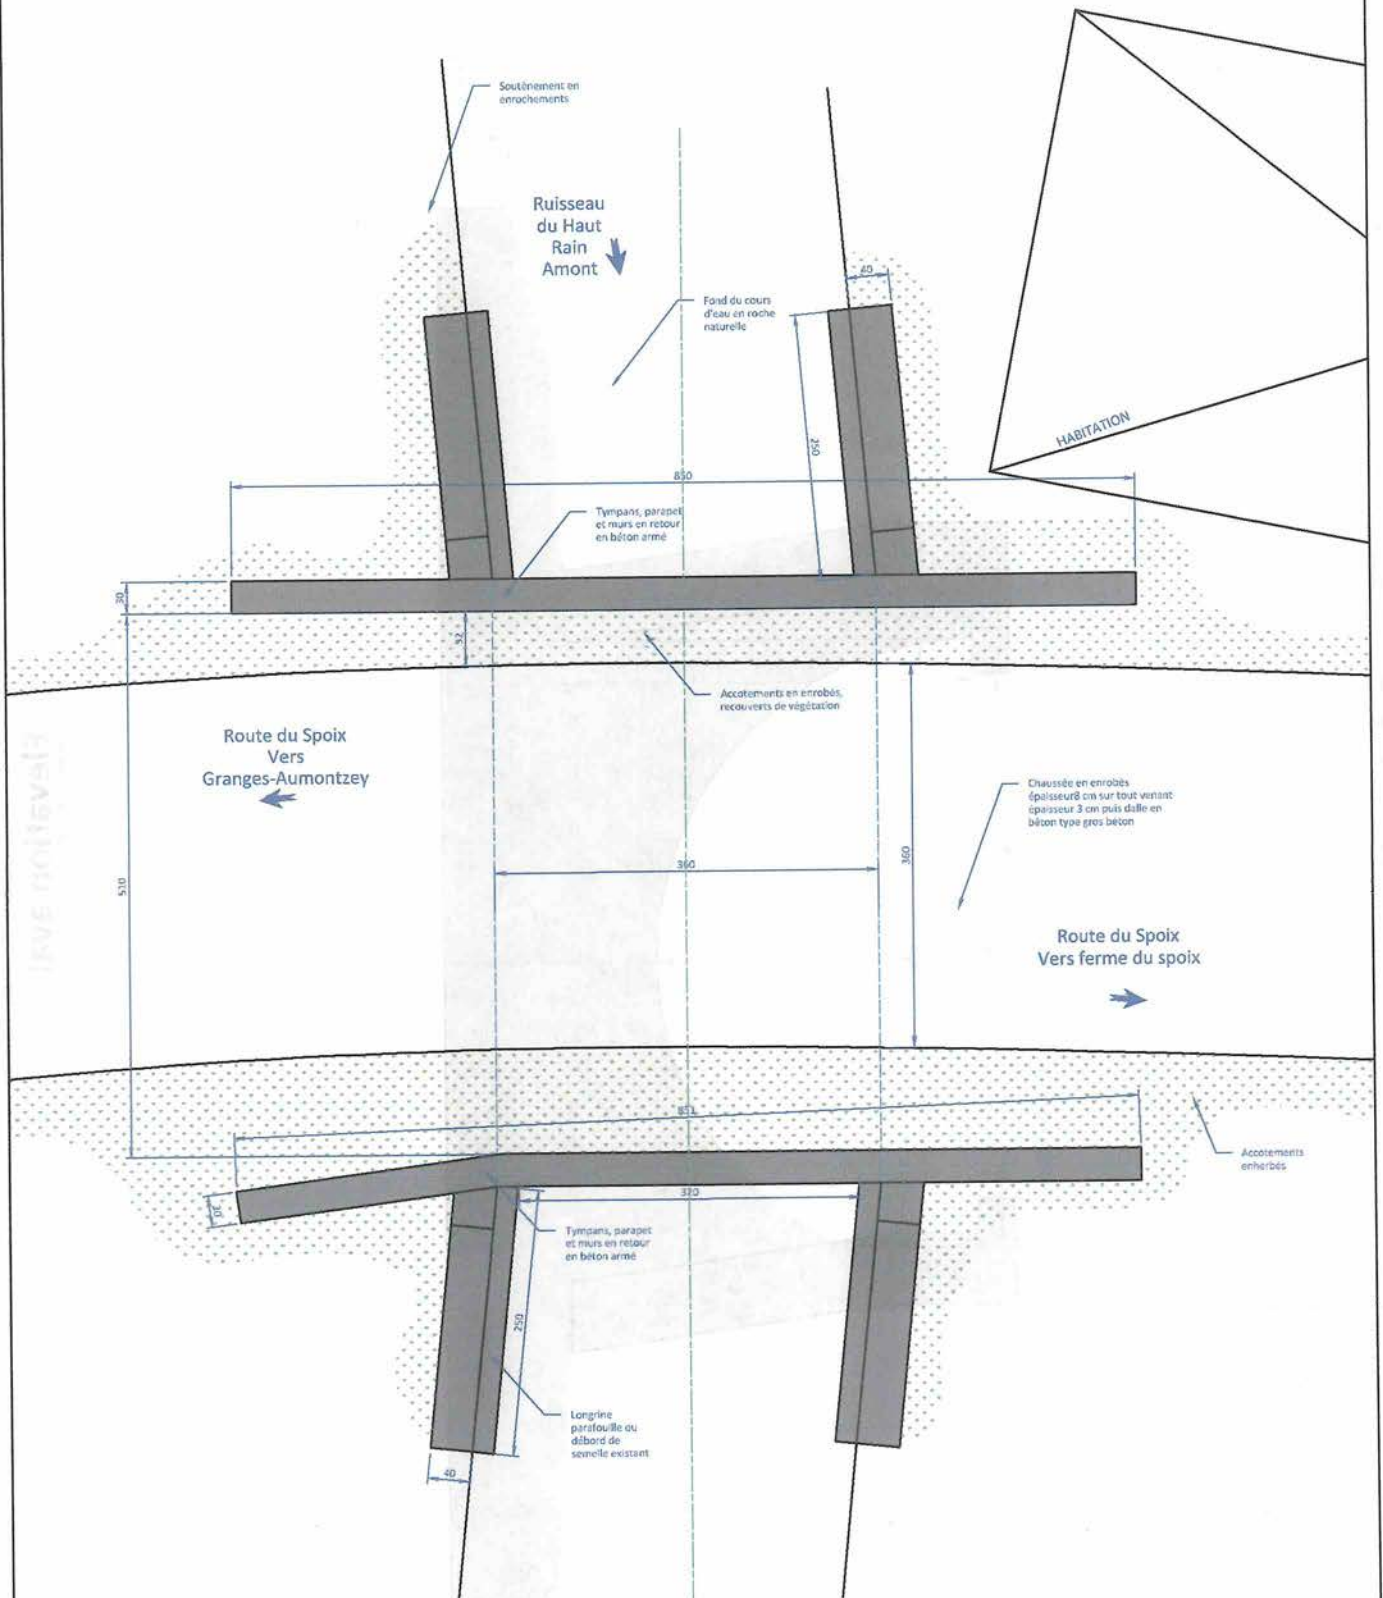 Soutènement en
enrochements
Ruisseau
du Haut
Rain
Amont
40
Fond du cours
d'eau en roche
naturelle
250
HABITATION
850
Tympans, parapet
et murs en retour
en béton armé
30
52
Accotements en enrobés,
recouverts de végétation
Route du Spoix
Vers
Granges-Aumontzey
Chaussée en enrobés
épaisseur8 cm sur tout venant
épaisseur 3 cm puis dalle en
béton type gros béton
360
360
510
Route du Spoix
Vers ferme du spoix
851
Accotements
enherbés
30
320
Tympans, parapet
et murs en retour
en béton armé
250
Longrine
parafouille ou
débord de
semelle existant
40
Elevation aval